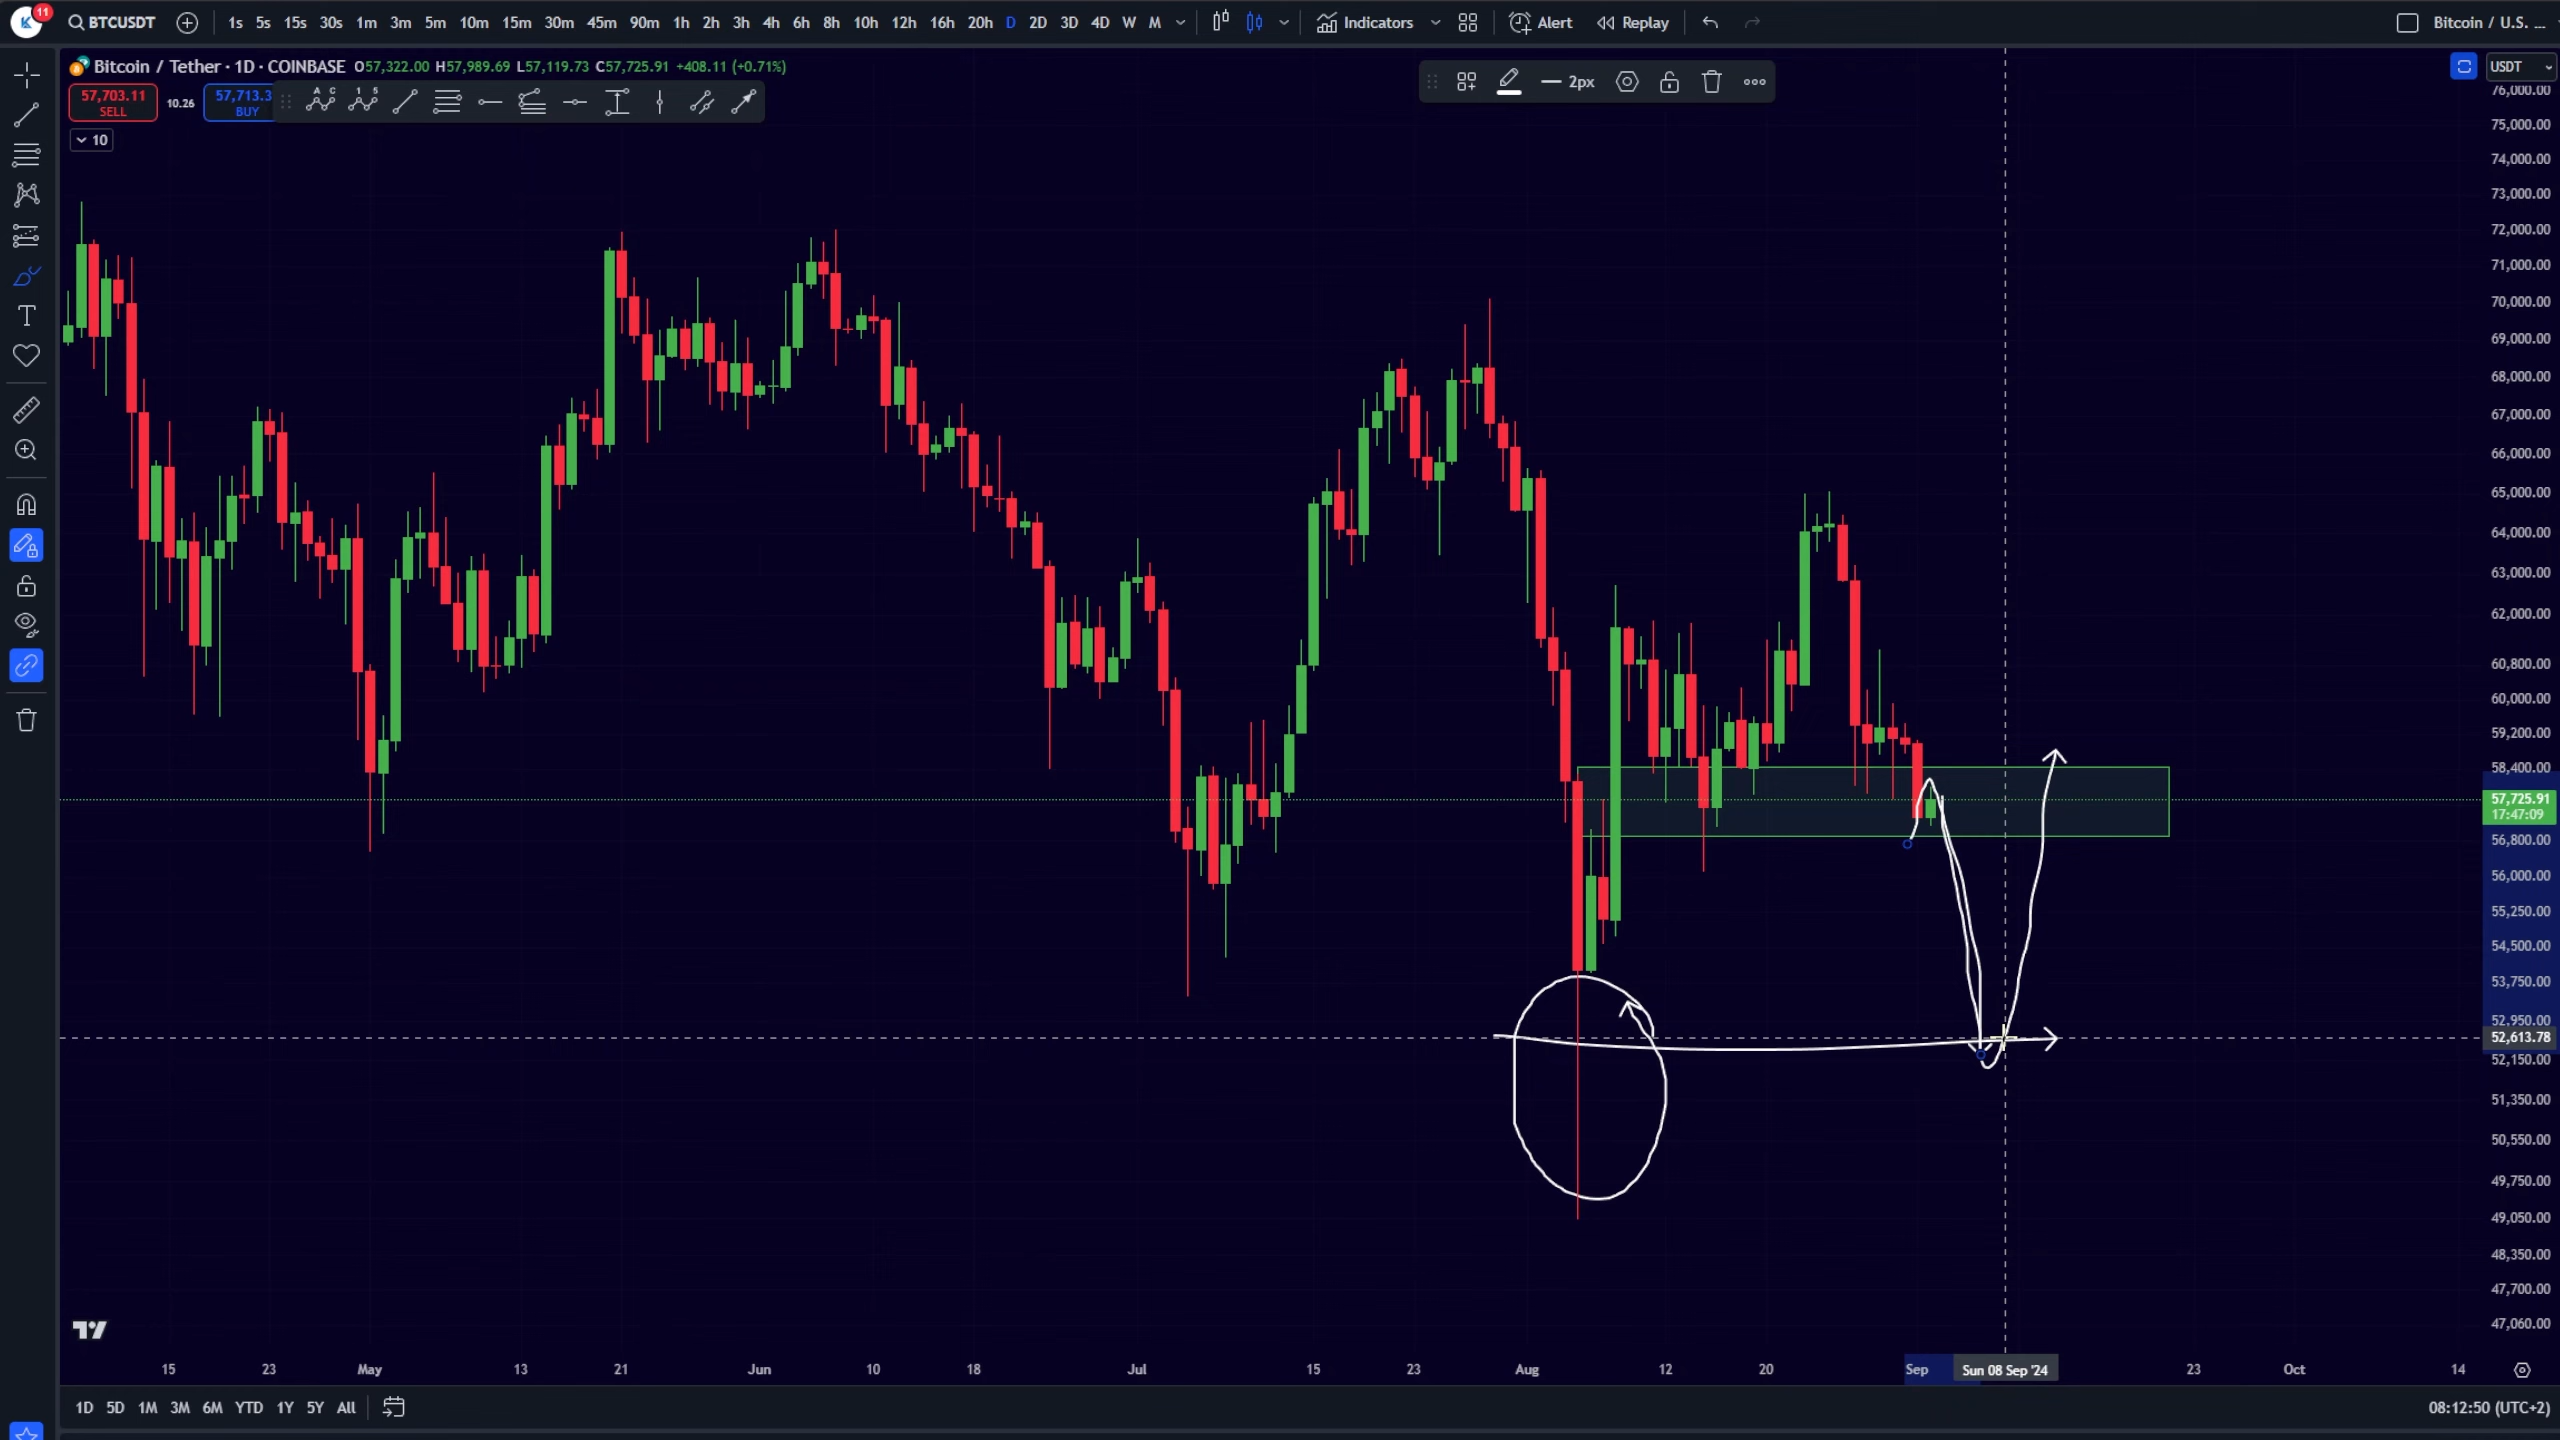 11
BTCUSDT
1s 5s 15s 30s 1m 3m 5m 10m 15m 30m 45m 90m 1h 2h 3h 4h 6h 8h 10h 12h 16h 20h D 2D 3D 4D W M
Indicators
Alert
Replay
Bitcoin / U.S. ...
Bitcoin / Tether · 1D · COINBASE O57,322.00 H57,989.69 L57,119.73 C57,725.91 +408.11 (+0.71%)
USDT
57,703.11
SELL
10.26
57,713.3
BUY
A C
1 5
2px
10
76,000.00
75,000.00
74,000.00
73,000.00
72,000.00
71,000.00
70,000.00
69,000.00
68,000.00
67,000.00
66,000.00
65,000.00
64,000.00
63,000.00
62,000.00
60,800.00
60,000.00
59,200.00
58,400.00
57,725.91
17:47:09
56,800.00
56,000.00
55,250.00
54,500.00
53,750.00
52,950.00
52,613.78
52,150.00
51,350.00
50,550.00
49,750.00
49,050.00
48,350.00
47,700.00
47,060.00
15 23 May 13 21 Jun 10 18 Jul 15 23 Aug 12 20 Sep Sun 08 Sep '24 23 Oct 14
1D 5D 1M 3M 6M YTD 1Y 5Y All
08:12:50 (UTC+2)